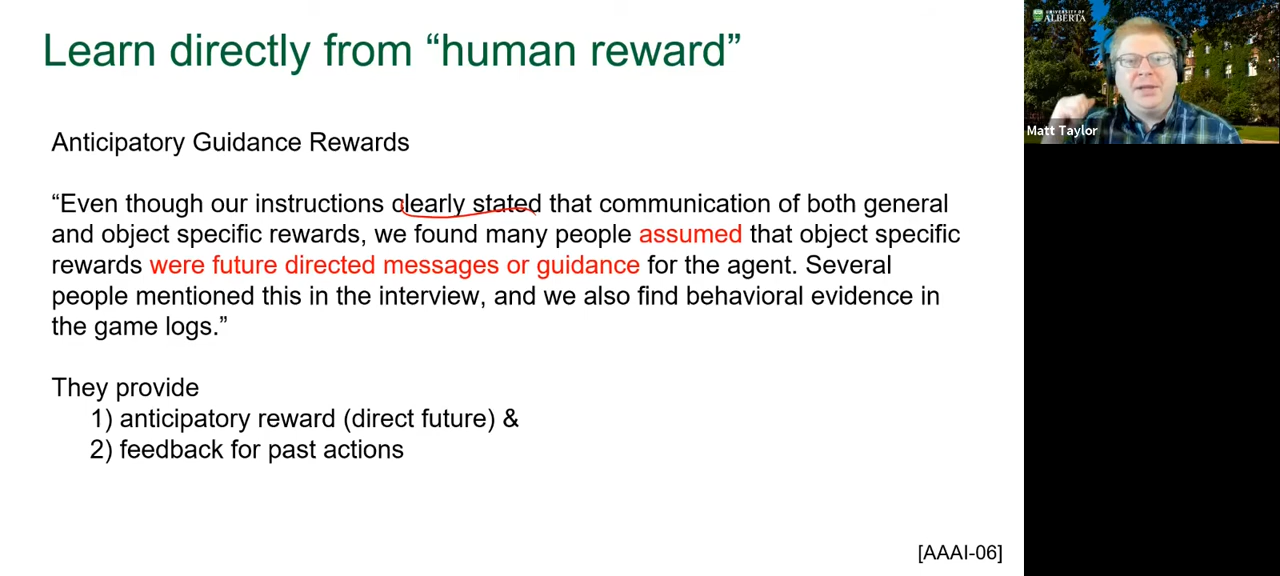 Learn directly from “human reward”
Anticipatory Guidance Rewards
“Even though our instructions clearly stated that communication of both general
and object specific rewards, we found many people assumed that object specific
rewards were future directed messages or guidance for the agent. Several
people mentioned this in the interview, and we also find behavioral evidence in
the game logs.”
They provide
1) anticipatory reward (direct future) &
2) feedback for past actions
[AAAI-06]
UNIVERSITY OF
ALBERTA
Matt Taylor